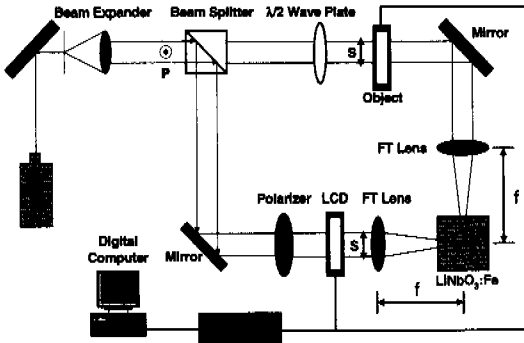 Beam Expander
Beam Splitter
λ/2 Wave Plate
Mirror
P
S
Object
FT Lens
f
Polarizer
LCD
FT Lens
S
Mirror
Digital
Computer
LiNbO₃:Fe
f